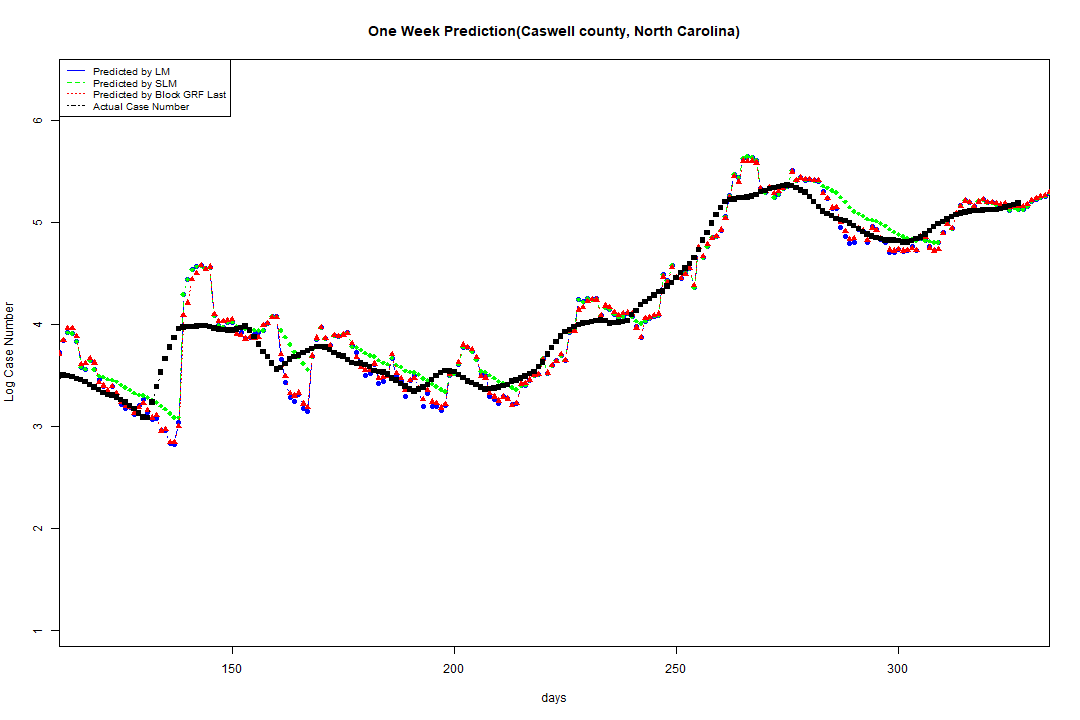 One Week Prediction(Caswell county, North Carolina)
Predicted by LM
Predicted by SLM
Predicted by Block GRF Last
Actual Case Number
6
5
4
3
2
1
Log Case Number
150
200
250
300
days